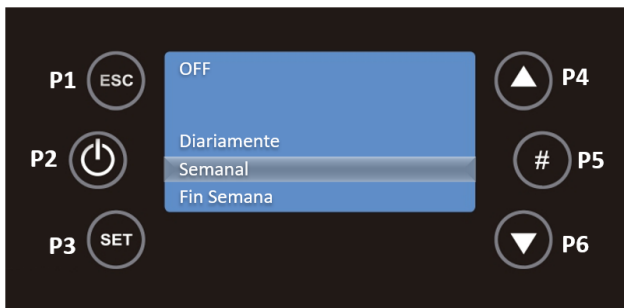 P1 ESC
P2
P3 SET
OFF
Diariamente
Semanal
Fin Semana
P4
# P5
P6